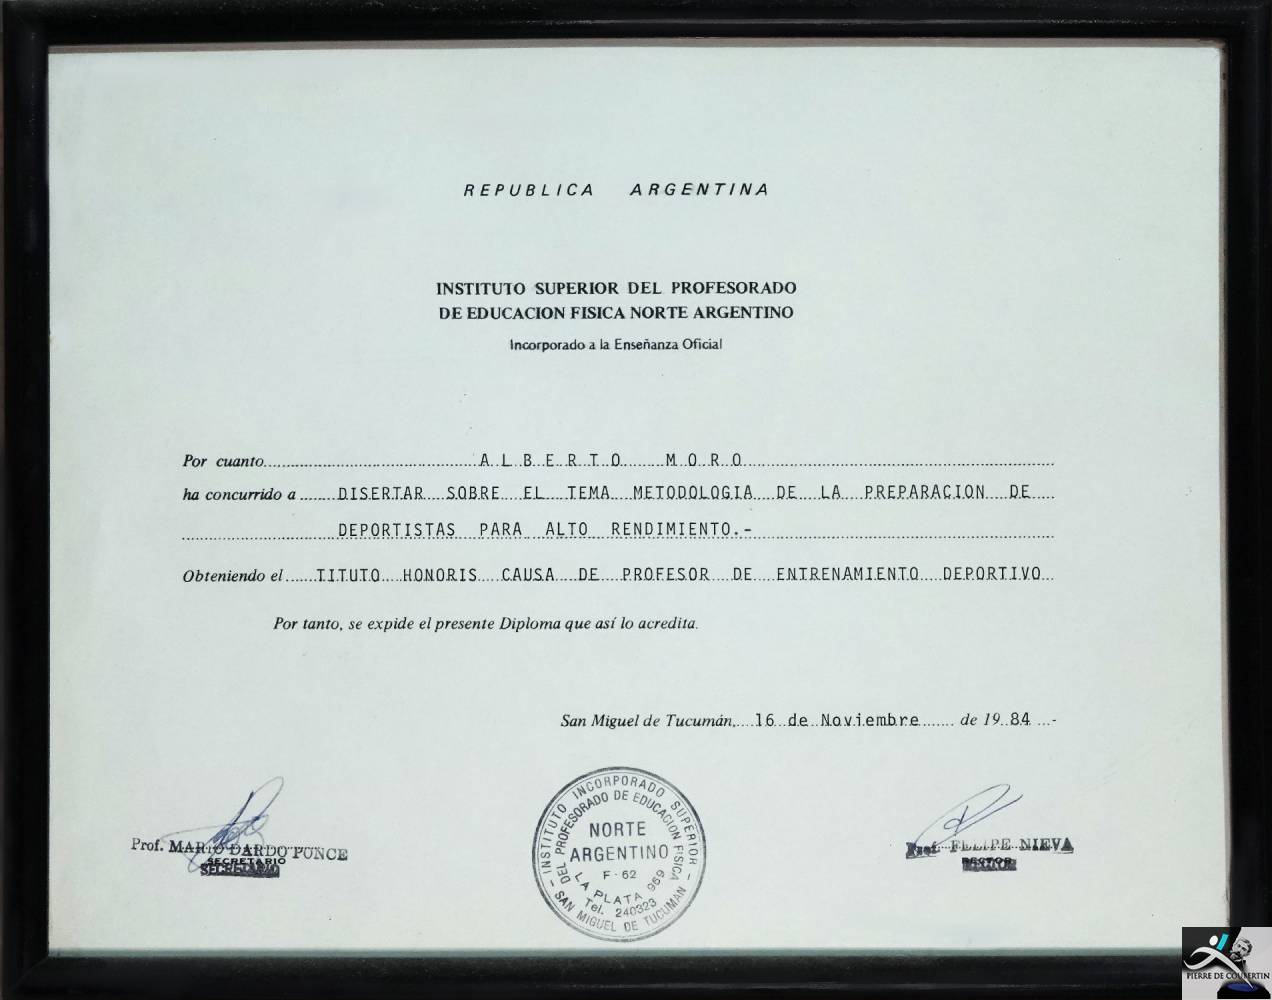 REPUBLICA ARGENTINA
INSTITUTO SUPERIOR DEL PROFESORADO
DE EDUCACION FISICA NORTE ARGENTINO
Incorporado a la Enseñanza Oficial
Por cuanto ALBERTO MORO
ha concurrido a DISERTAR SOBRE EL TEMA METODOLOGIA DE LA PREPARACION DE
DEPORTISTAS PARA ALTO RENDIMIENTO.-
Obteniendo el TITUTO HONORIS CAUSA DE PROFESOR DE ENTRENAMIENTO DEPORTIVO
Por tanto, se expide el presente Diploma que así lo acredita.
San Miguel de Tucumán, 16 de Noviembre de 1984 -
Prof. MARIO DARDO PONCE
SECRETARIO
INSTITUTO INCORPORADO SUPERIOR
DEL PROFESORADO DE EDUCACION FISICA
NORTE
ARGENTINO
F-62
LA PLATA 969
Tel. 240323
- SAN MIGUEL DE TUCUMAN -
Prof. FELIPE NIEVA
RECTOR
PIERRE DE COUBERTIN